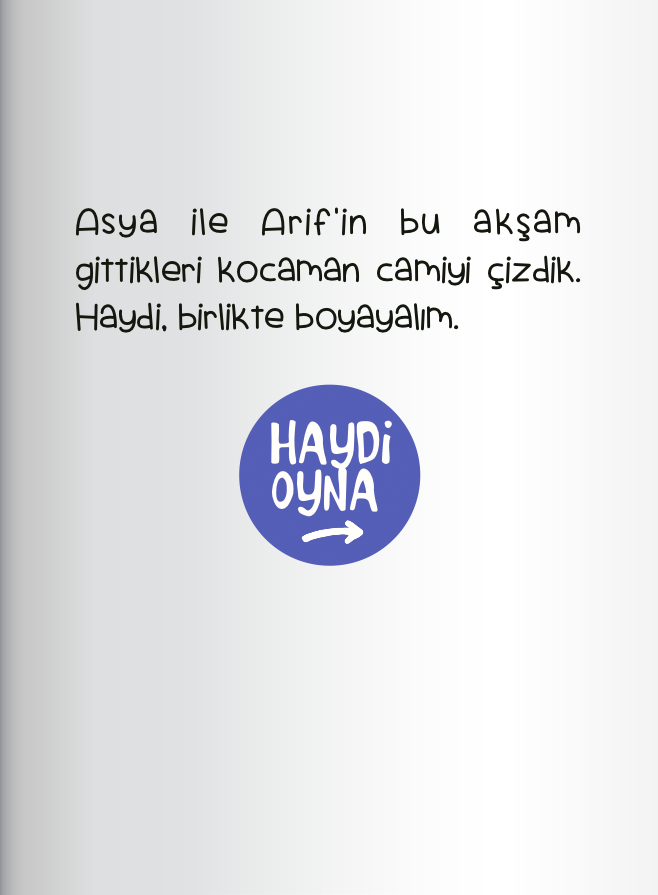 Asya ile Arif'in bu akşam
gittikleri kocaman camiyi çizdik.
Haydi, birlikte boyayalım.
HAYDİ
OYNA